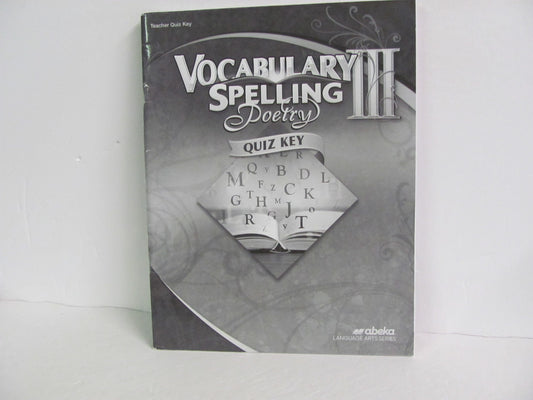 Teacher Quiz Key
VOCABULARY III
SPELLING
Poetry
QUIZ KEY
E R
Q V B D L
M F Z C K
G T H M
R G J o
V T
abeka
LANGUAGE ARTS SERIES